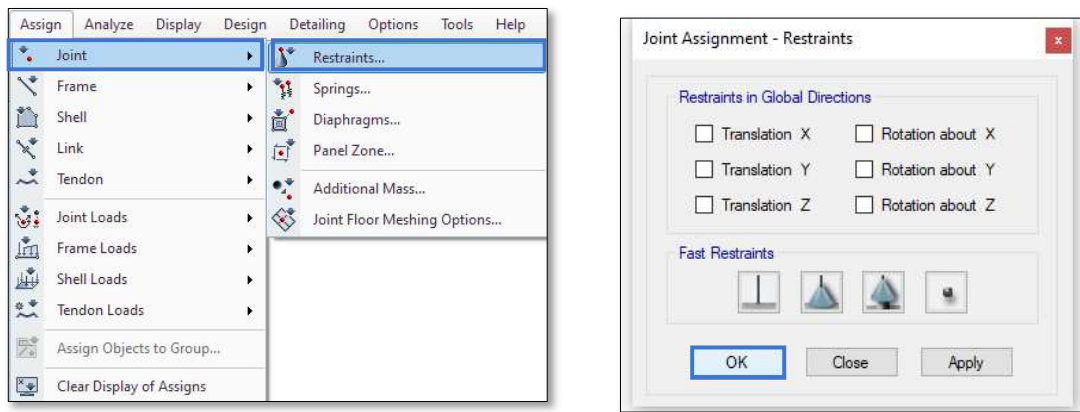 Assign Analyze Display Design Detailing Options Tools Help
Joint
Frame
Shell
Link
Tendon
Joint Loads
Frame Loads
Shell Loads
Tendon Loads
Assign Objects to Group...
Clear Display of Assigns
Restraints...
Springs...
Diaphragms...
Panel Zone...
Additional Mass...
Joint Floor Meshing Options...
Joint Assignment - Restraints
x
Restraints in Global Directions
Translation X Rotation about X
Translation Y Rotation about Y
Translation Z Rotation about Z
Fast Restraints
OK Close Apply